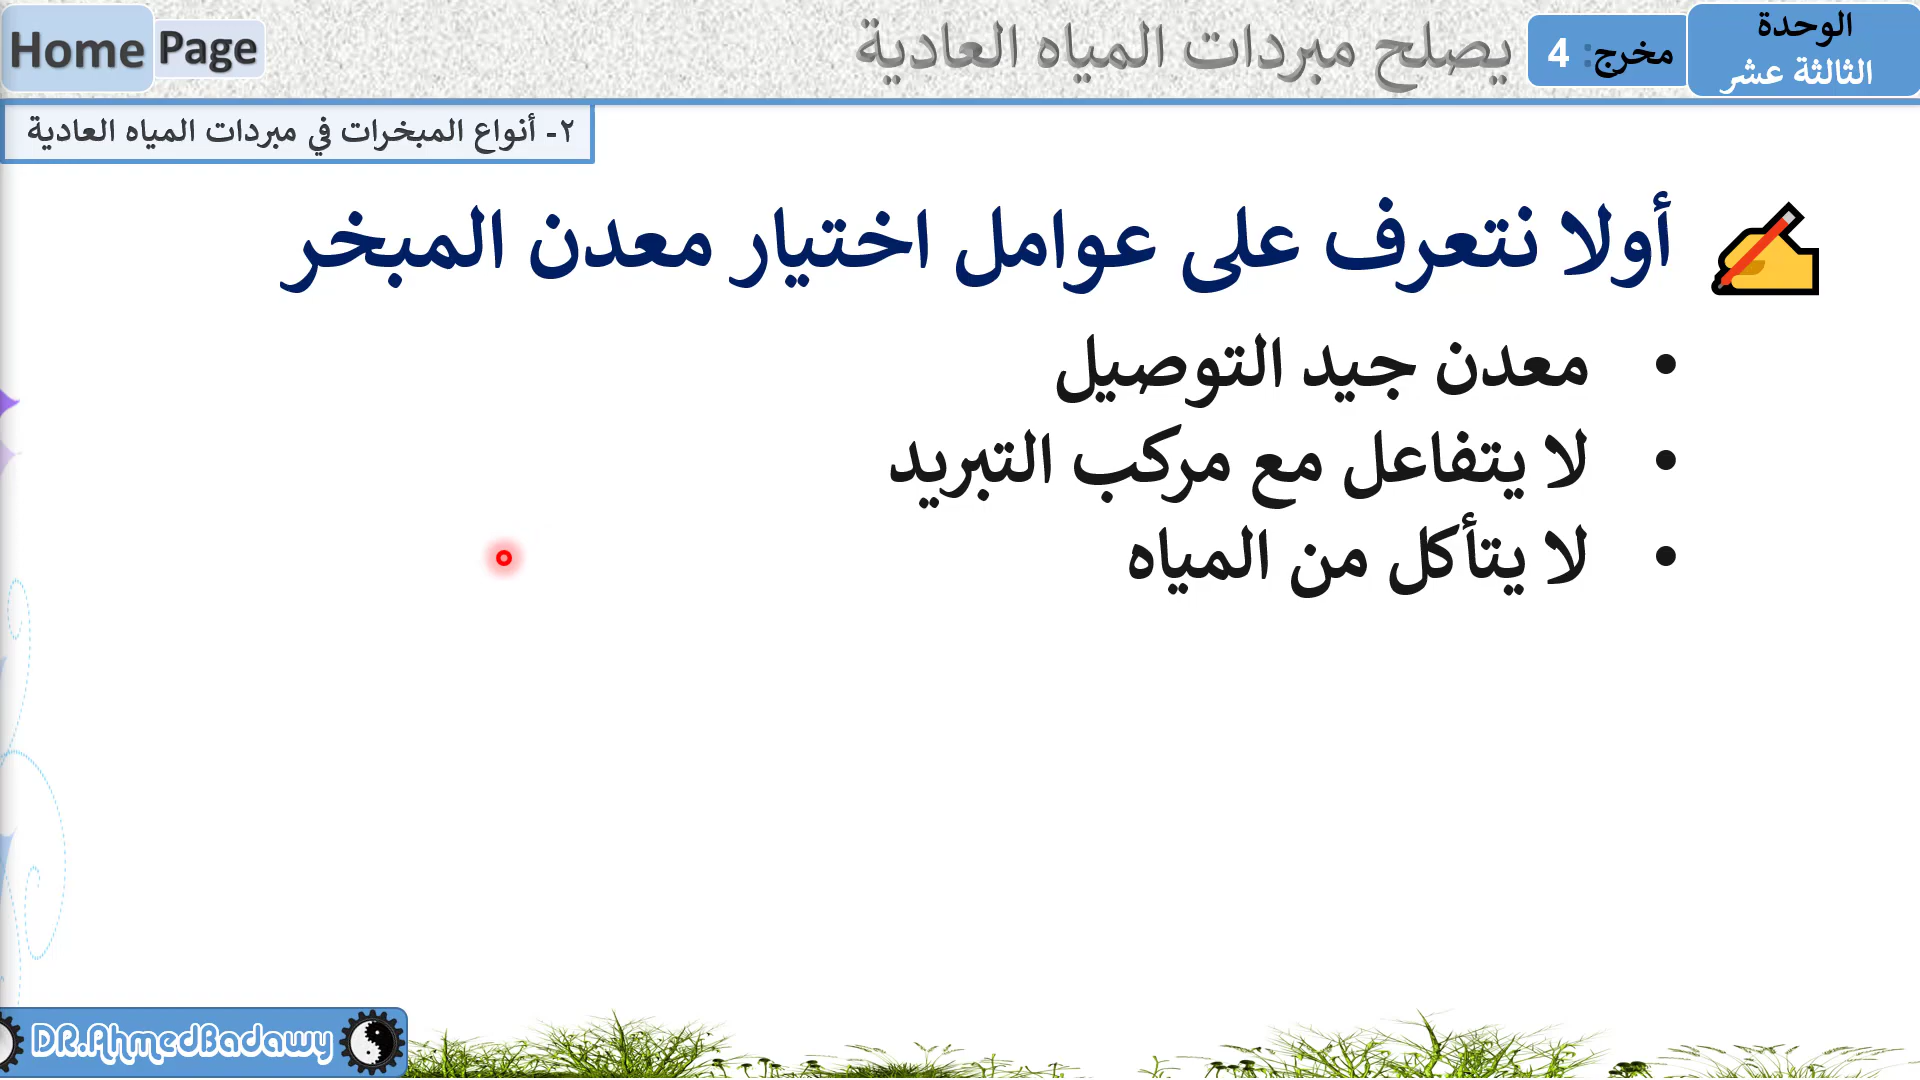 الوحدة
الثالثة عشر
مخرج: 4
يصلح مبردات المياه العادية
Home Page
٢- أنواع المبخرات في مبردات المياه العادية
أولا نتعرف على عوامل اختيار معدن المبخر
• معدن جيد التوصيل
• لا يتفاعل مع مركب التبريد
• لا يتأكل من المياه
DR.AhmedBadawy